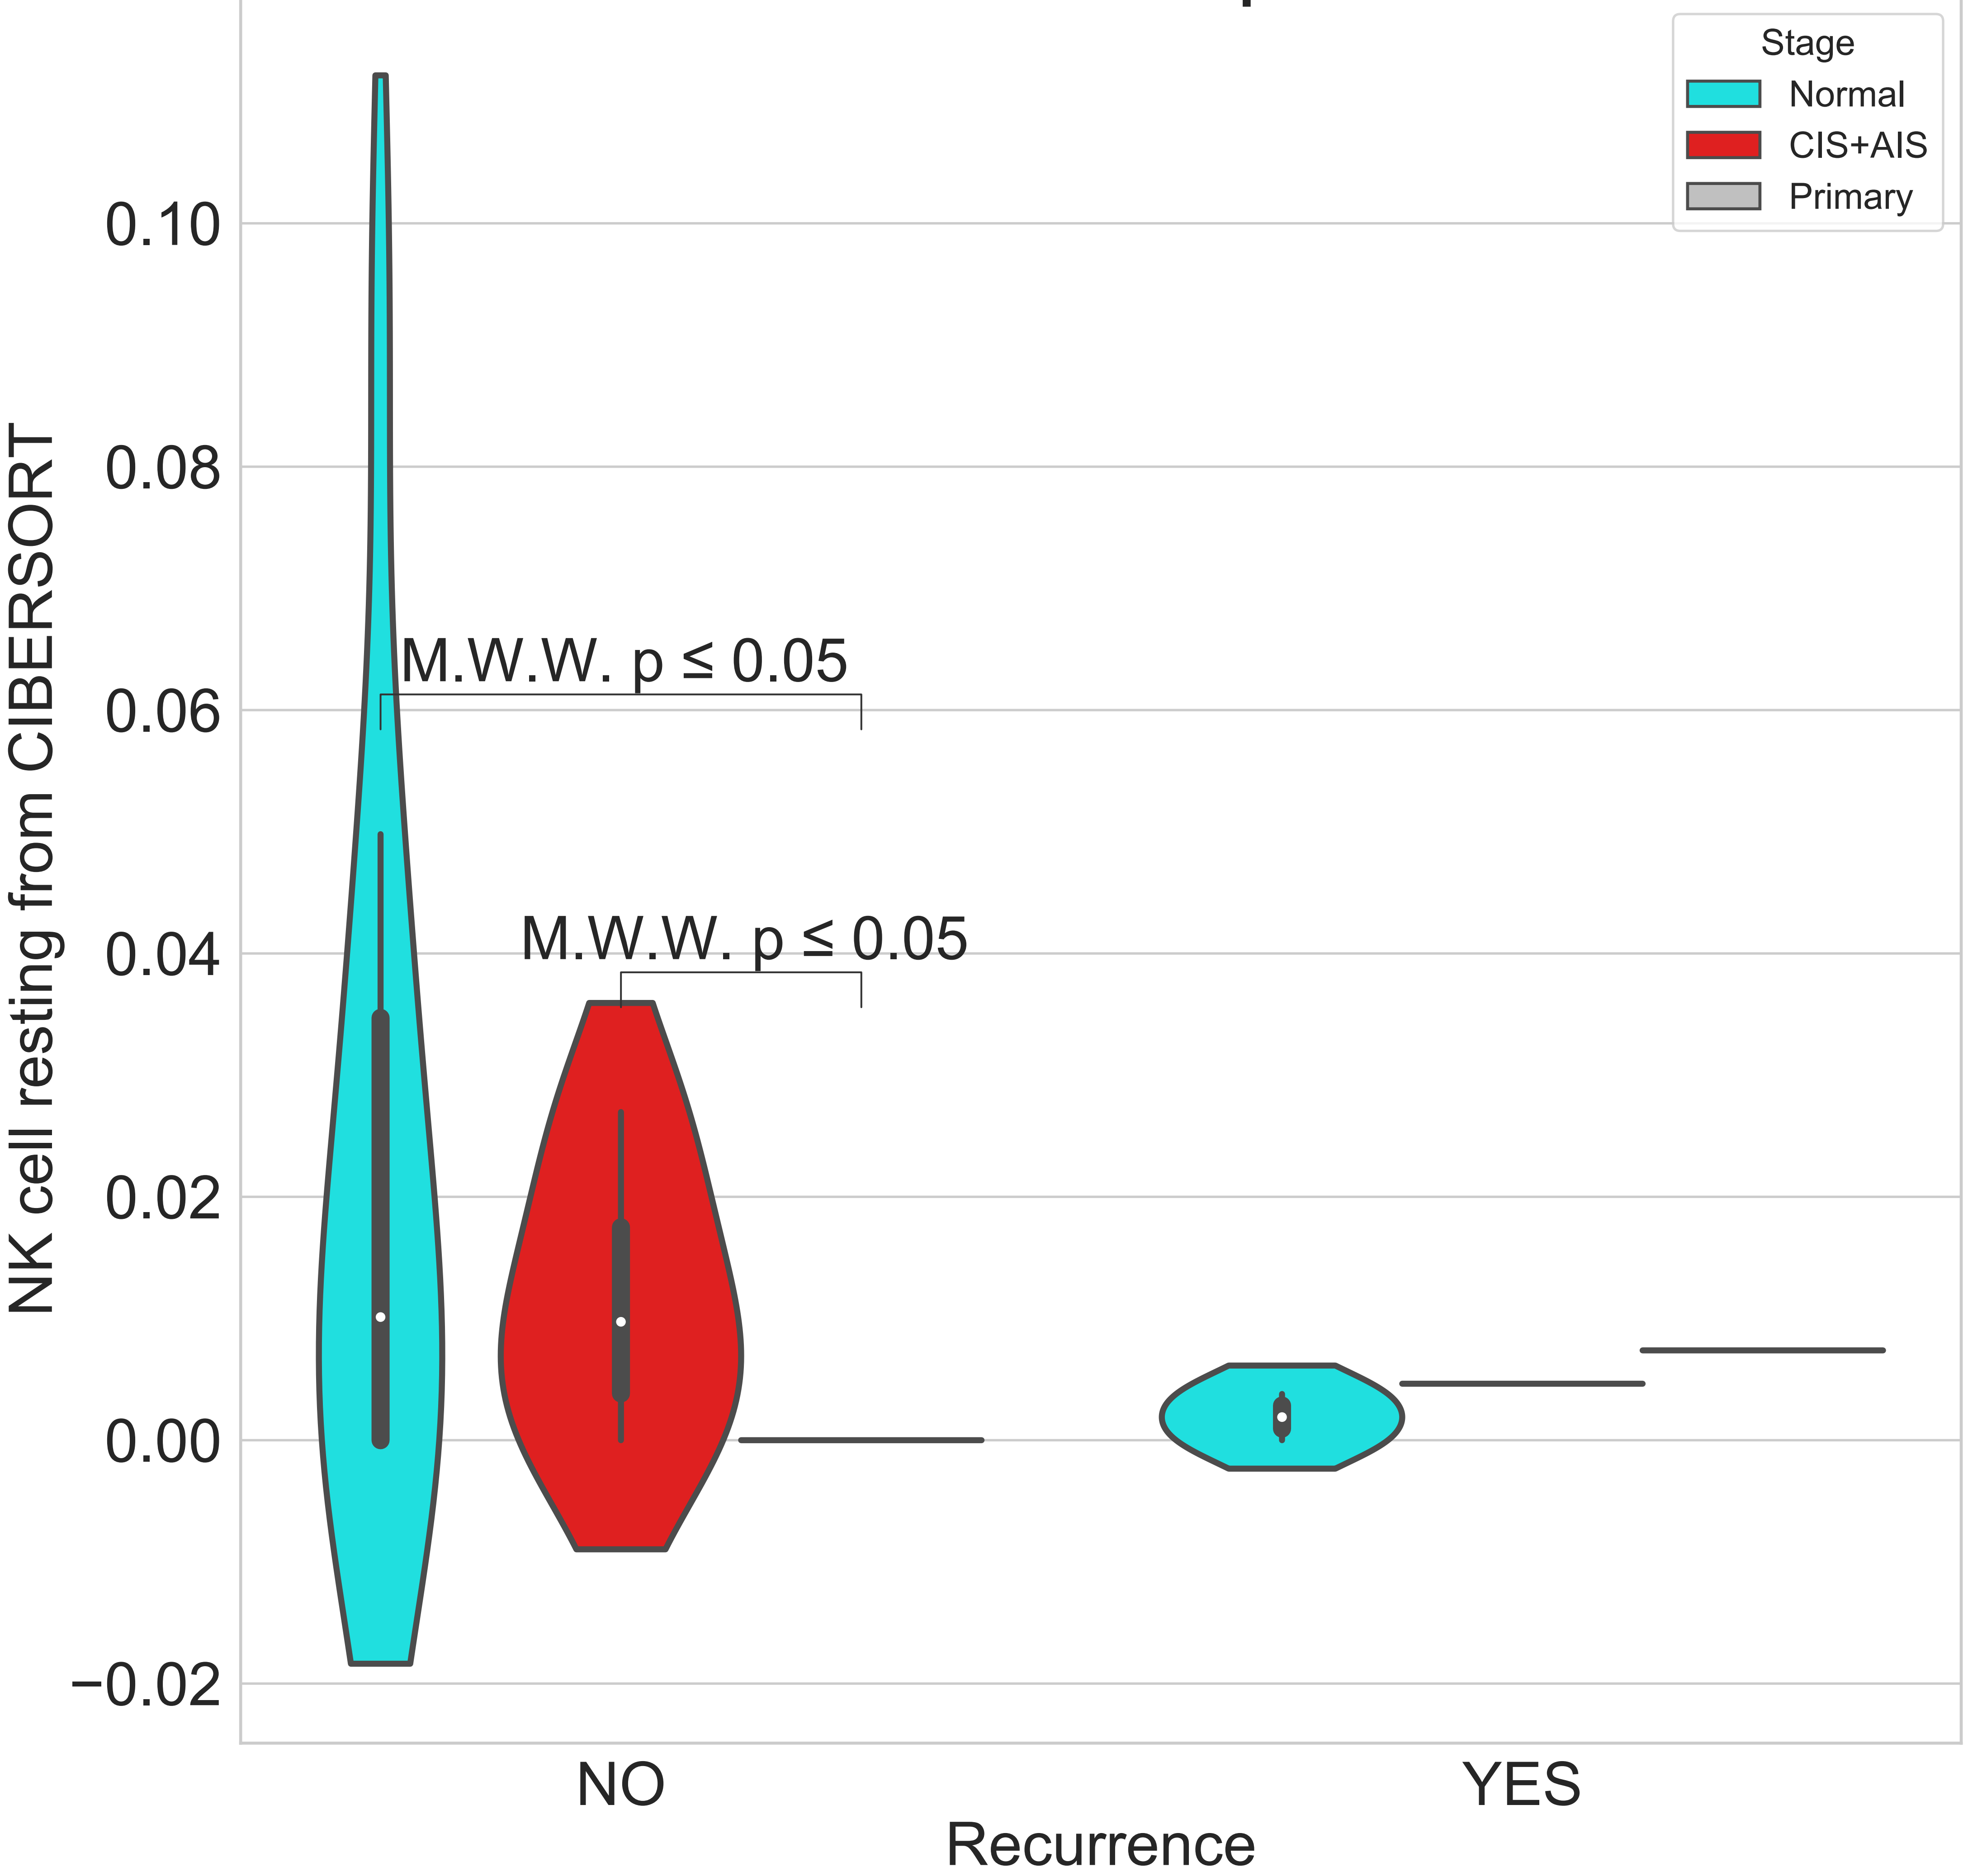 Stage
Normal
CIS+AIS
Primary
0.10
0.08
0.06
0.04
0.02
0.00
−0.02
NK cell resting from CIBERSORT
M.W.W. p ≤ 0.05
M.W.W. p ≤ 0.05
NO
YES
Recurrence